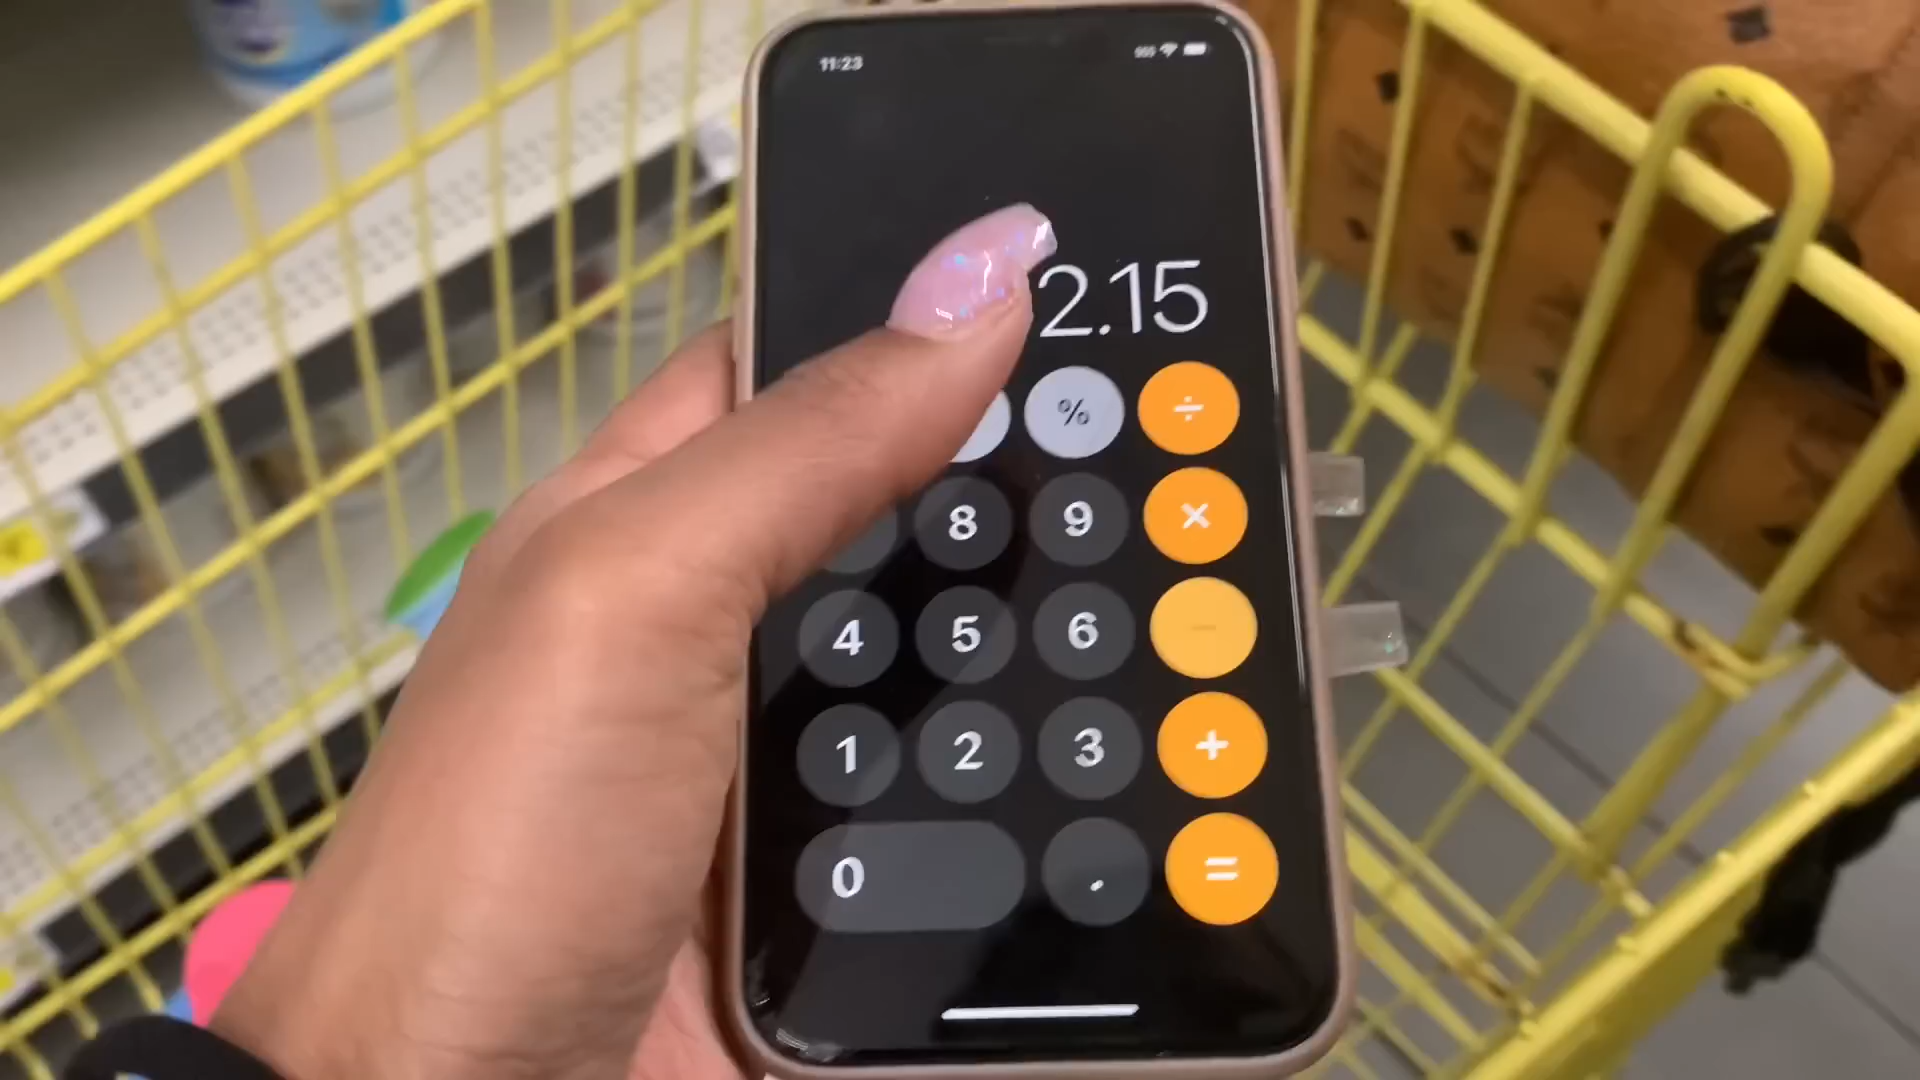 11:23
2.15
% ÷
8 9 ×
4 5 6 −
1 2 3 +
0 . =